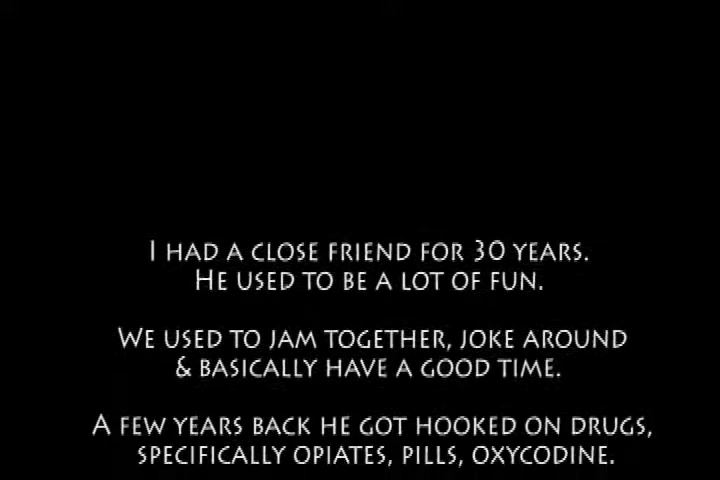 I HAD A CLOSE FRIEND FOR 30 YEARS.
HE USED TO BE A LOT OF FUN.
WE USED TO JAM TOGETHER, JOKE AROUND
& BASICALLY HAVE A GOOD TIME.
A FEW YEARS BACK HE GOT HOOKED ON DRUGS,
SPECIFICALLY OPIATES, PILLS, OXYCODINE.